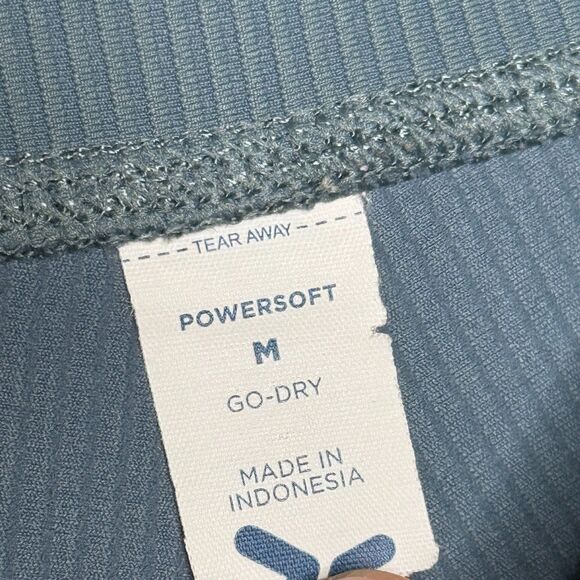 TEAR AWAY
POWERSOFT
M
GO-DRY
MADE IN
INDONESIA